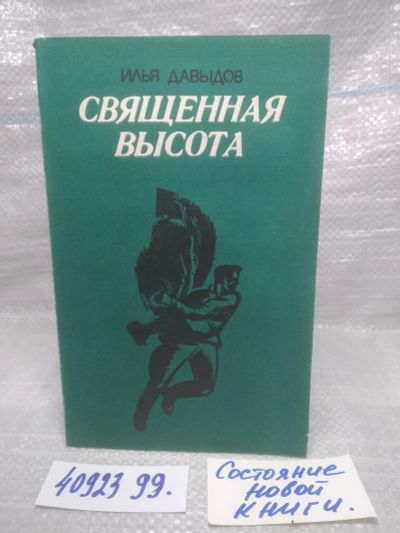 ИЛЬЯ ДАВЫДОВ
СВЯЩЕННАЯ
ВЫСОТА
40923 99.
Состояние
новой
книги.